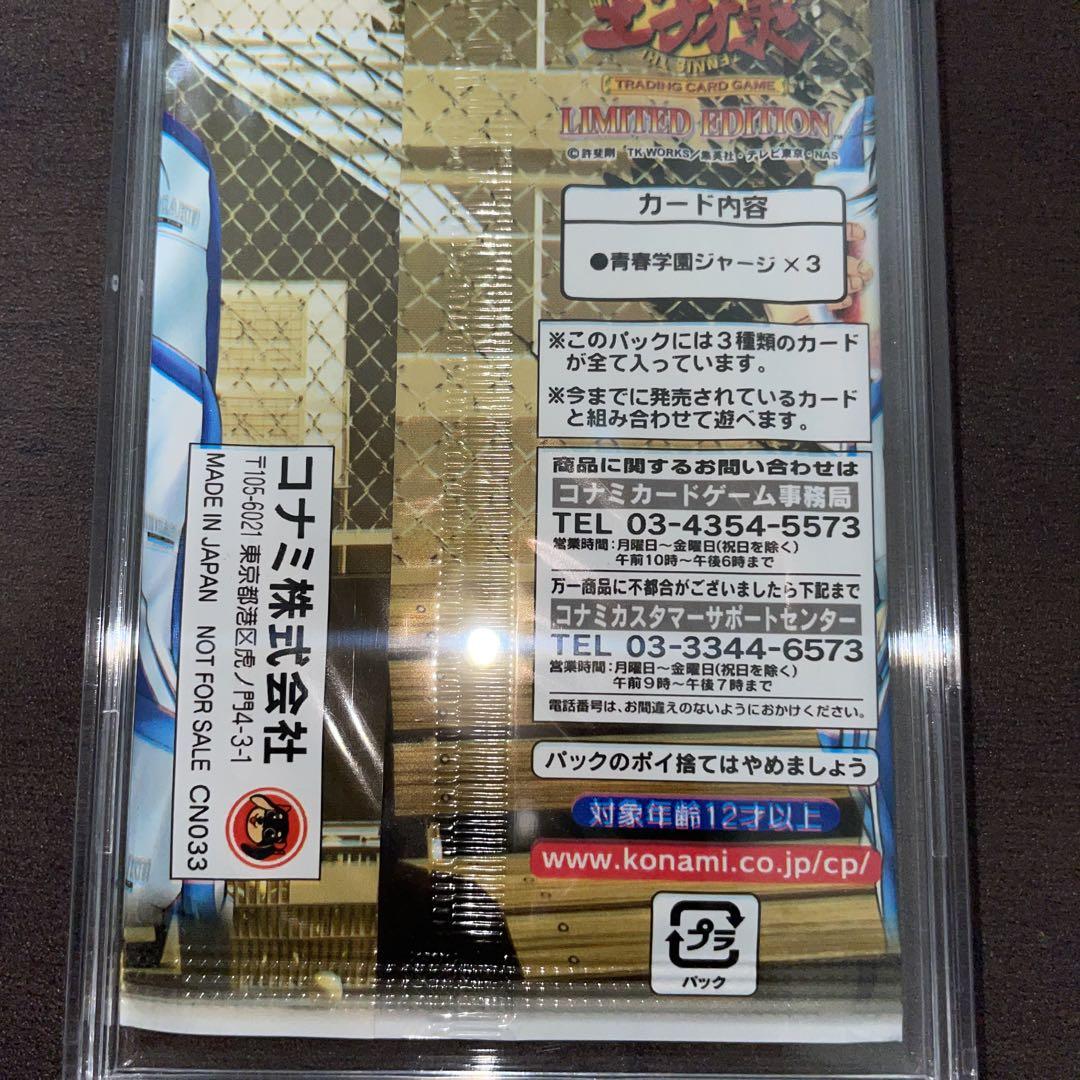 TRADING CARD GAME
LIMITED EDITION™
©許斐剛 TK WORKS/集英社・テレビ東京・NAS
カード内容
●青春学園ジャージ×3
※このパックには3種類のカード
が全て入っています。
※今までに発売されているカード
と組み合わせて遊べます。
商品に関するお問い合わせは
コナミカードゲーム事務局
TEL 03-4354-5573
営業時間:月曜日~金曜日(祝日を除く)
午前10時~午後6時まで
万一商品に不都合がございましたら下記まで
コナミカスタマーサポートセンター
TEL 03-3344-6573
営業時間:月曜日~金曜日(祝日を除く)
午前9時~午後7時まで
電話番号は、お間違えのないようにおかけください。
パックのポイ捨てはやめましょう
対象年齢12才以上
www.konami.co.jp/cp/
プラ
パック
コナミ株式会社
〒105-6021 東京都港区虎ノ門4-3-1
MADE IN JAPAN NOT FOR SALE CN033